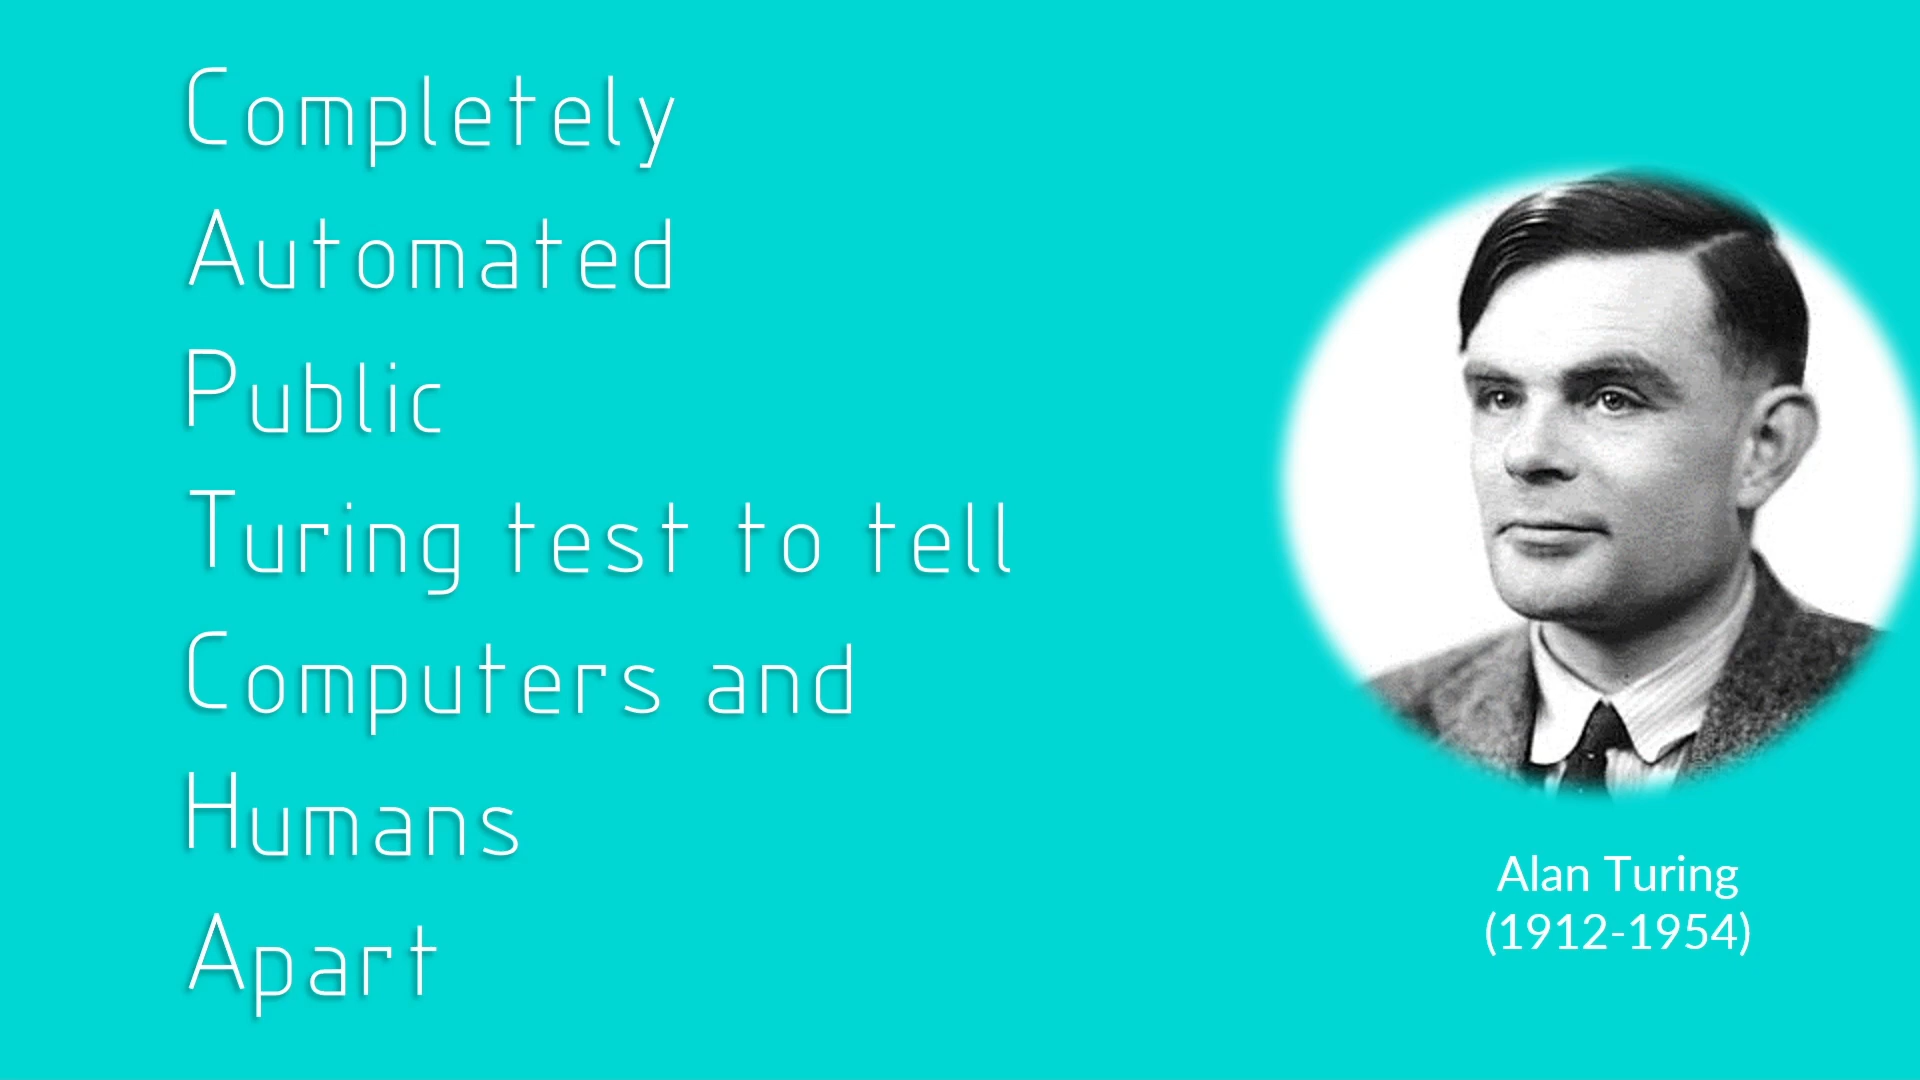 Completely
Automated
Public
Turing test to tell
Computers and
Humans
Apart
Alan Turing
(1912-1954)